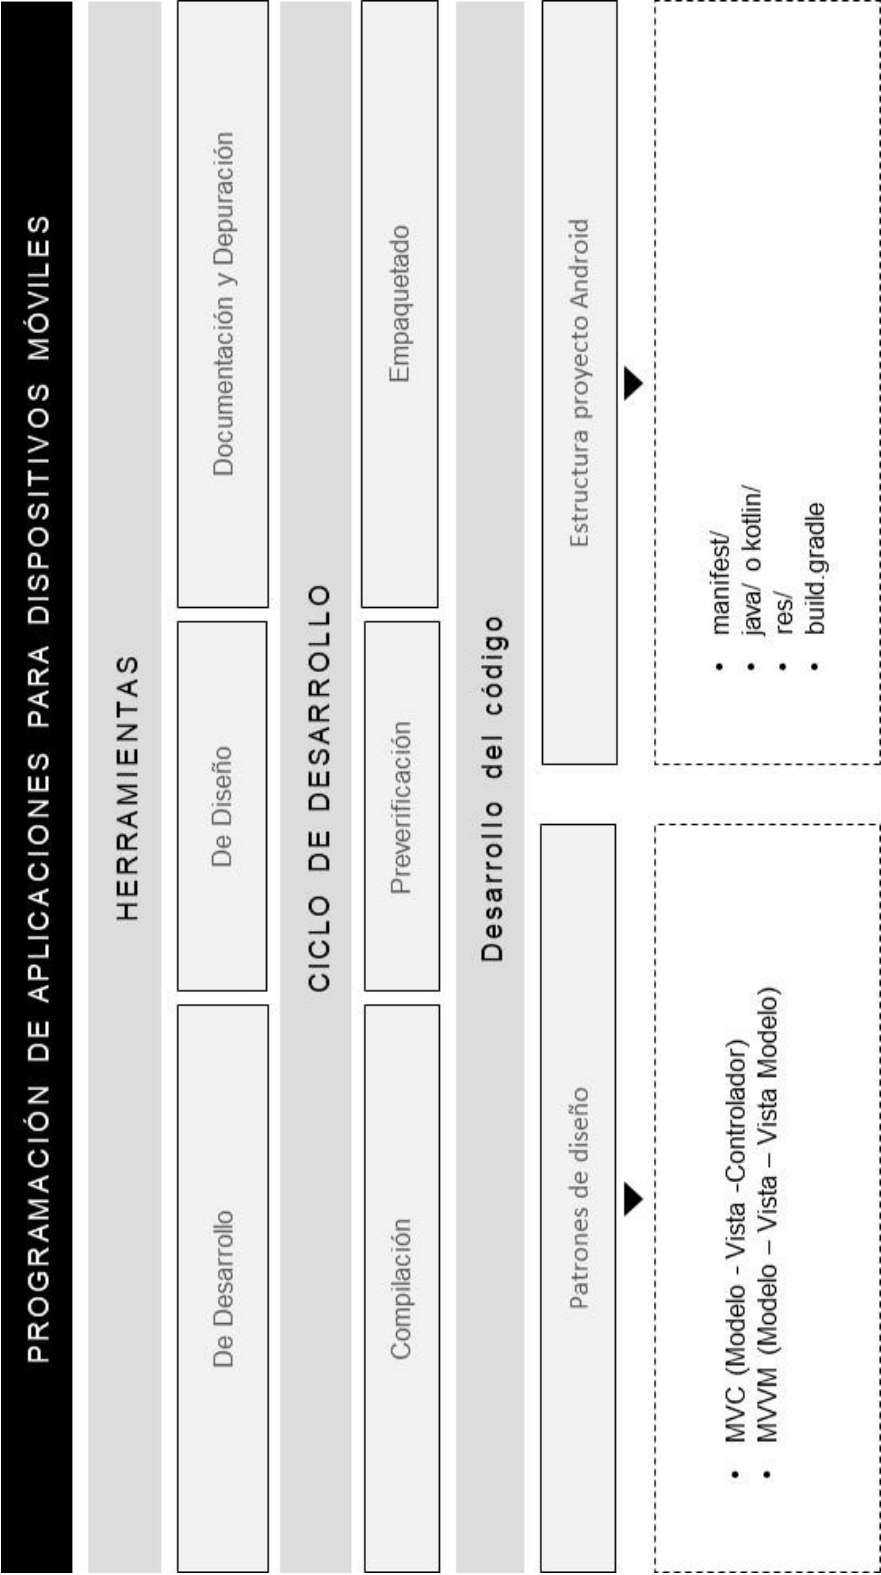 PROGRAMACIÓN DE APLICACIONES PARA DISPOSITIVOS MÓVILES
HERRAMIENTAS
De Desarrollo
De Diseño
Documentación y Depuración
CICLO DE DESARROLLO
Compilación
Preverificación
Empaquetado
Desarrollo del código
Patrones de diseño
Estructura proyecto Android
• MVC (Modelo - Vista -Controlador)
• MVVM (Modelo – Vista – Vista Modelo)
• manifest/
• java/ o kotlin/
• res/
• build.gradle